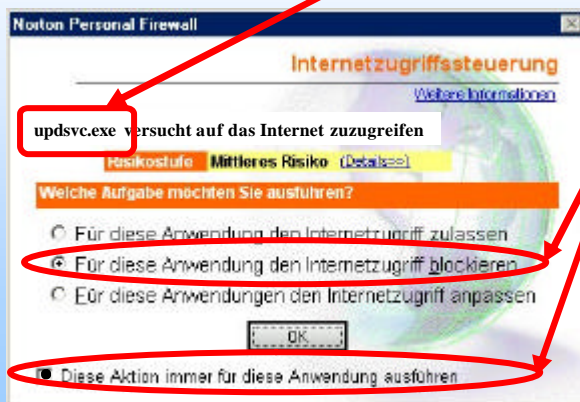 Norton Personal Firewall
Internetzugriffssteuerung
Weitere Informationen
updsvc.exe versucht auf das Internet zuzugreifen
Risikostufe Mittleres Risiko (Details>>)
Welche Aufgabe möchten Sie ausführen?
Für diese Anwendung den Internetzugriff zulassen
Für diese Anwendung den Internetzugriff blockieren
Für diese Anwendungen den Internetzugriff anpassen
OK
Diese Aktion immer für diese Anwendung ausführen